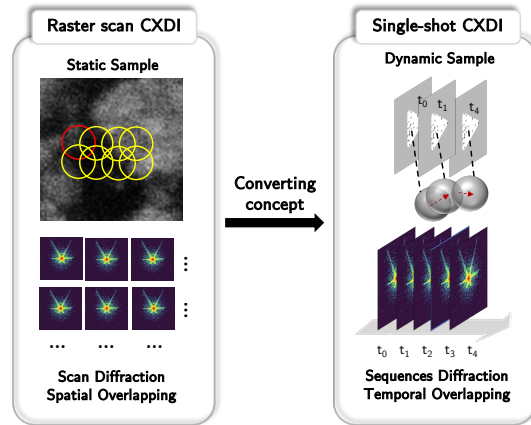 Raster scan CXDI
Static Sample
...
...
... ...
Scan Diffraction
Spatial Overlapping
Converting
concept
Single-shot CXDI
Dynamic Sample
t0
t1
t4
t0 t1 t2 t3 t4
Sequences Diffraction
Temporal Overlapping